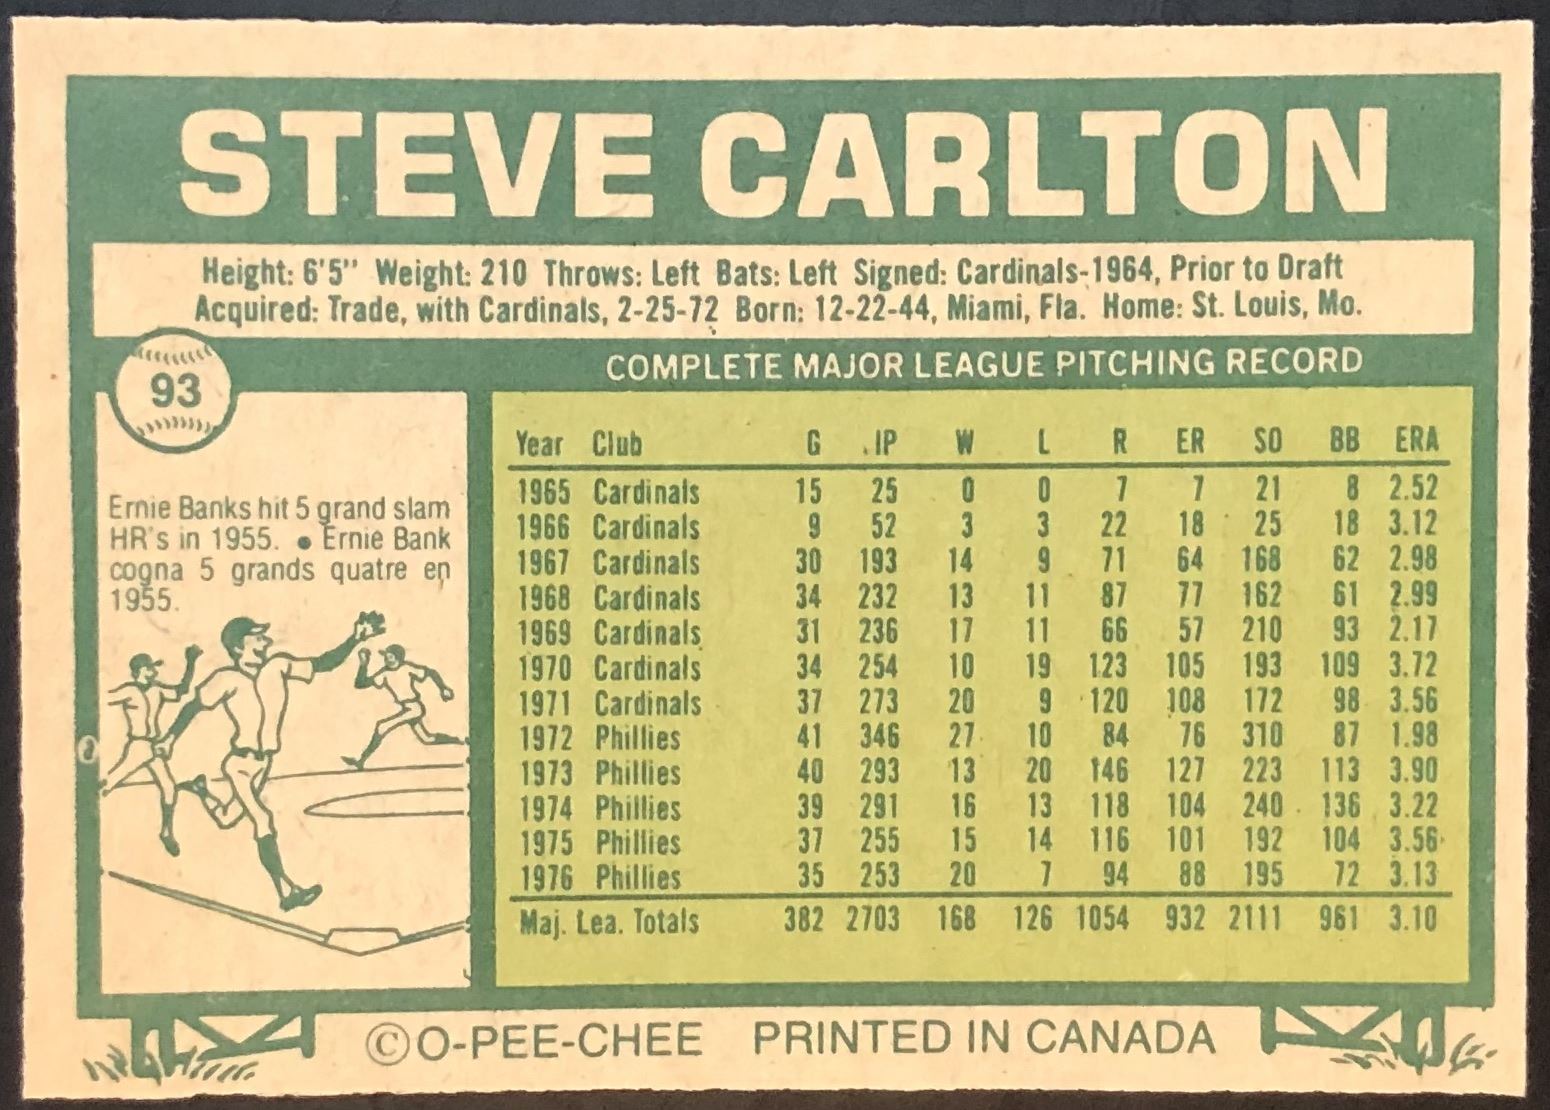 STEVE CARLTON
Height: 6'5" Weight: 210 Throws: Left Bats: Left Signed: Cardinals-1964, Prior to Draft
Acquired: Trade, with Cardinals, 2-25-72 Born: 12-22-44, Miami, Fla. Home: St. Louis, Mo.
93
COMPLETE MAJOR LEAGUE PITCHING RECORD
Ernie Banks hit 5 grand slam
HR's in 1955. ● Ernie Bank
cogna 5 grands quatre en
1955.
Year Club G IP W L R ER SO BB ERA
1965 Cardinals 15 25 0 0 7 7 21 8 2.52
1966 Cardinals 9 52 3 3 22 18 25 18 3.12
1967 Cardinals 30 193 14 9 71 64 168 62 2.98
1968 Cardinals 34 232 13 11 87 77 162 61 2.99
1969 Cardinals 31 236 17 11 66 57 210 93 2.17
1970 Cardinals 34 254 10 19 123 105 193 109 3.72
1971 Cardinals 37 273 20 9 120 108 172 98 3.56
1972 Phillies 41 346 27 10 84 76 310 87 1.98
1973 Phillies 40 293 13 20 146 127 223 113 3.90
1974 Phillies 39 291 16 13 118 104 240 136 3.22
1975 Phillies 37 255 15 14 116 101 192 104 3.56
1976 Phillies 35 253 20 7 94 88 195 72 3.13
Maj. Lea. Totals 382 2703 168 126 1054 932 2111 961 3.10
©O-PEE-CHEE PRINTED IN CANADA